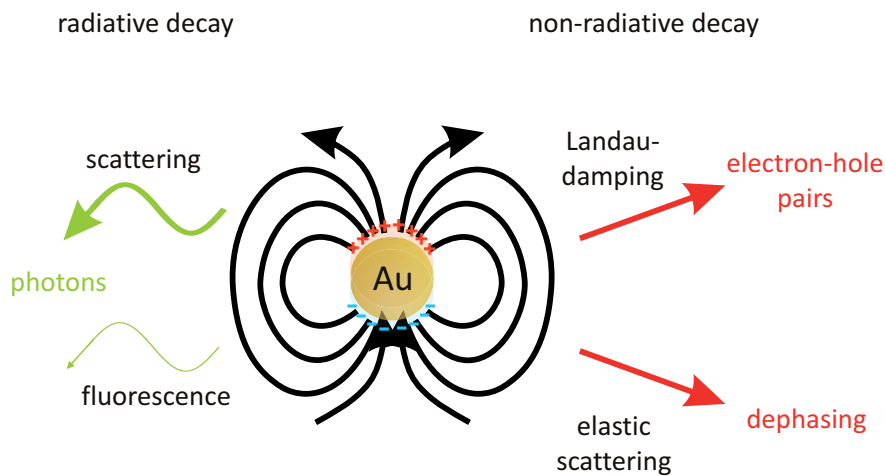 radiative decay
non-radiative decay
scattering
photons
fluorescence
+ + + + + + + +
Au
- - - - - - - -
Landau-
damping
electron-hole
pairs
elastic
scattering
dephasing